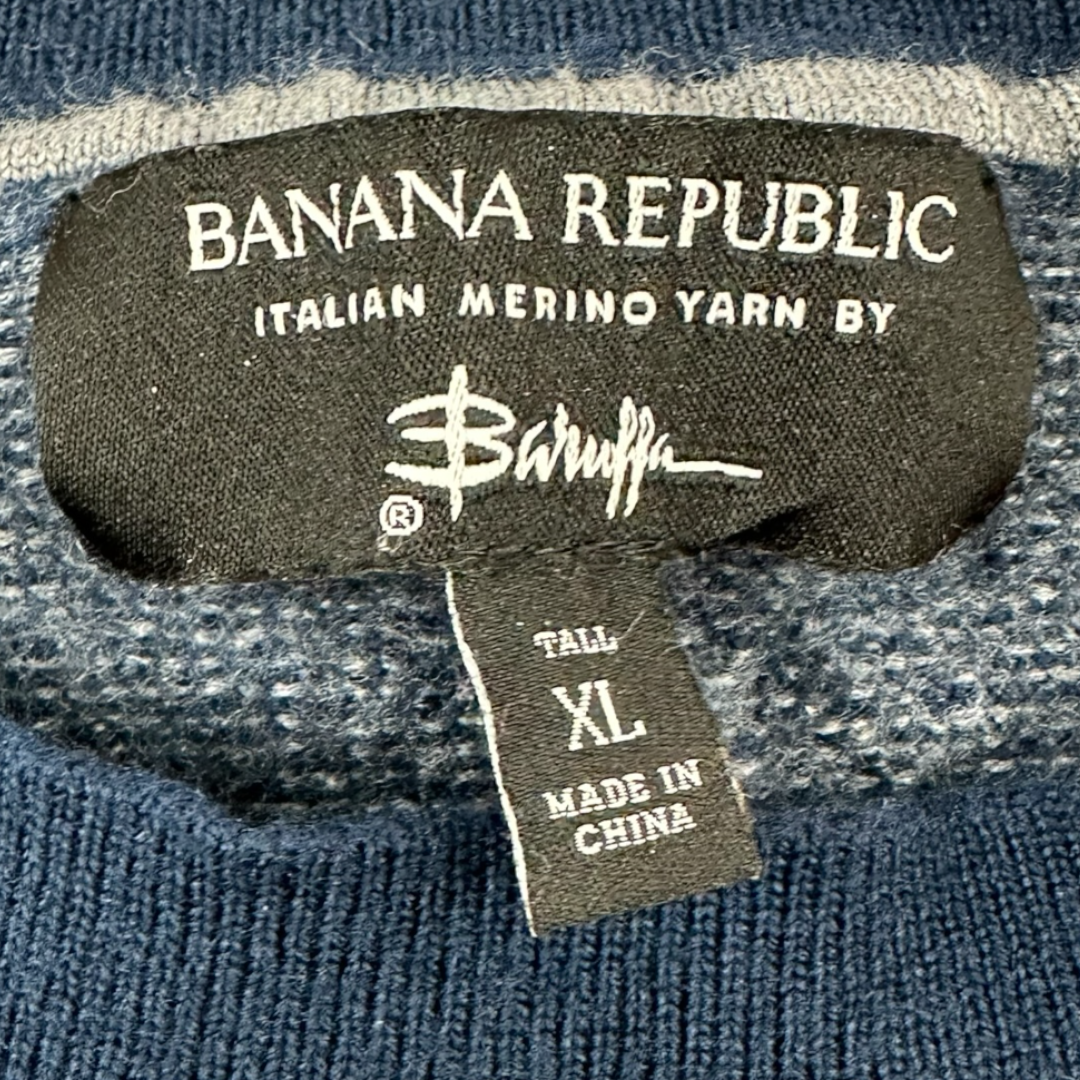 BANANA REPUBLIC
ITALIAN MERINO YARN BY
Baruffa
®
TALL
XL
MADE IN
CHINA